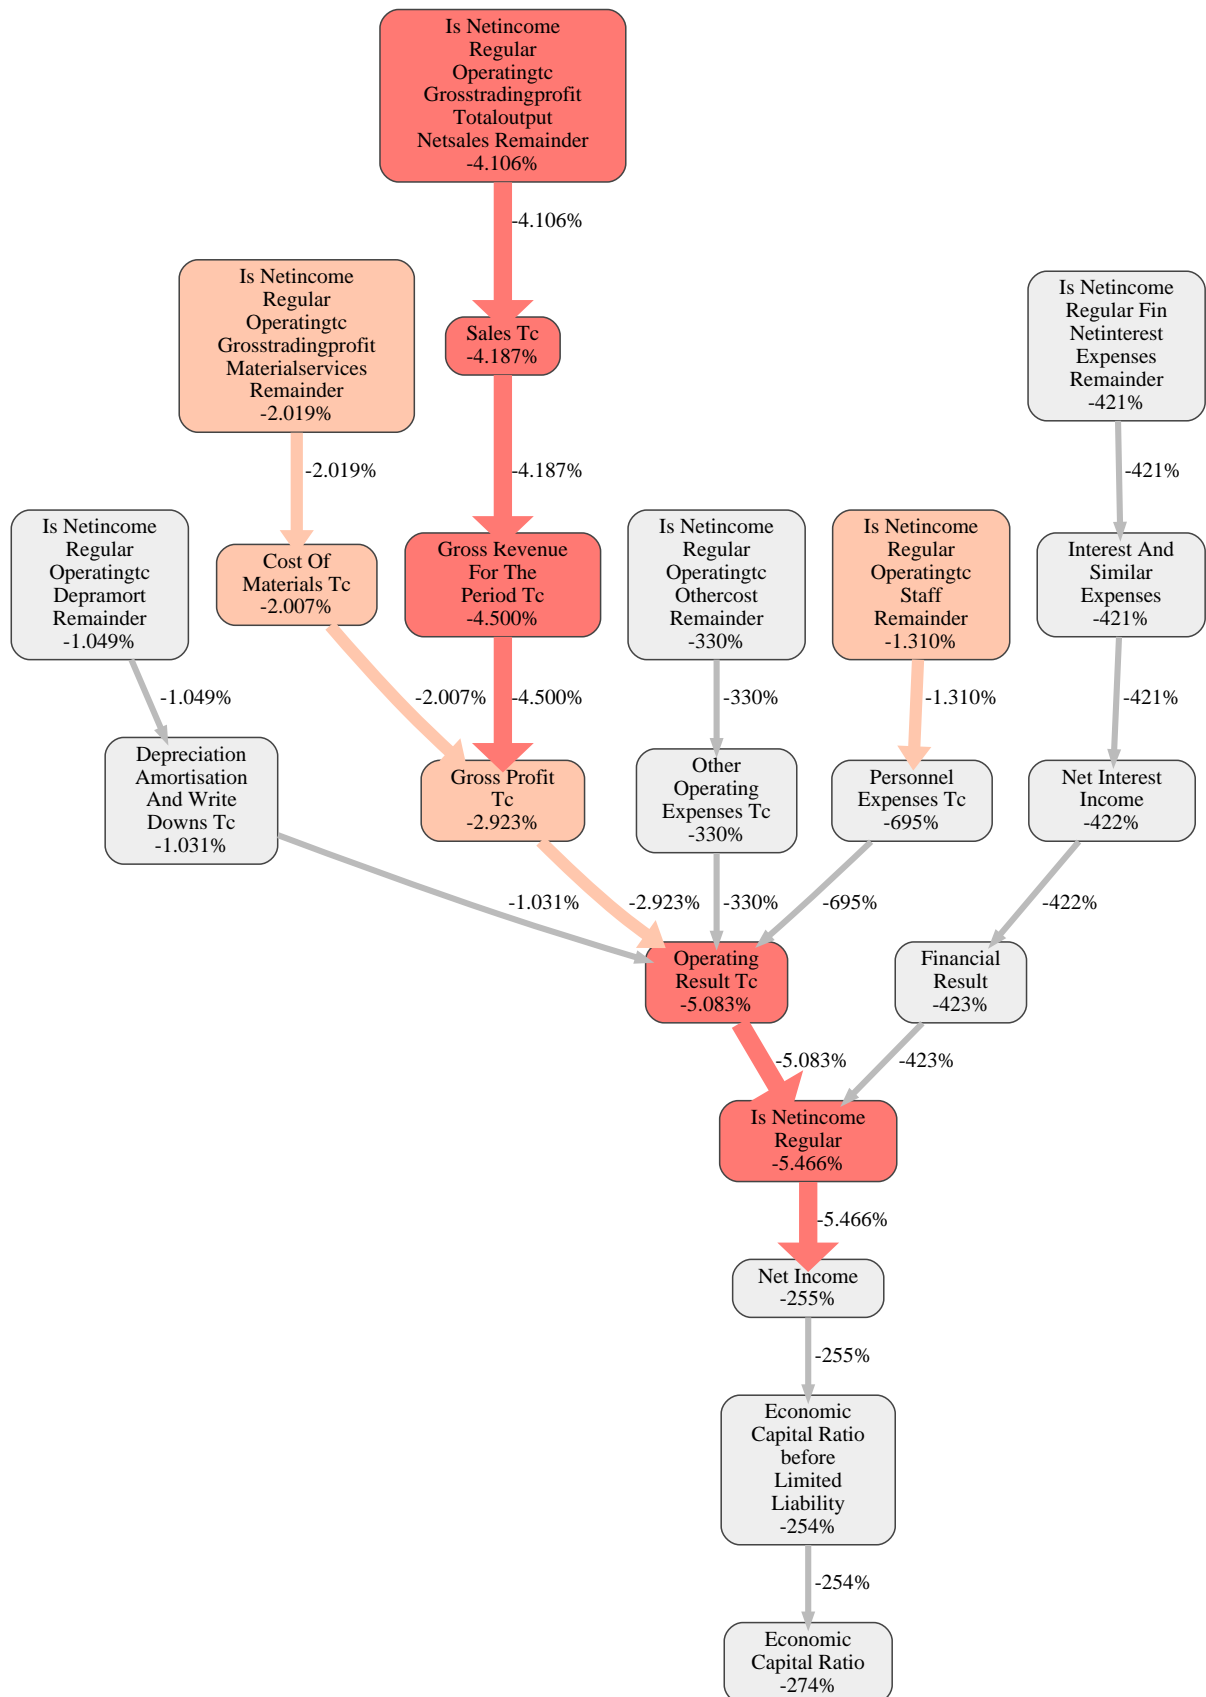 Is Netincome
Regular
Operatingtc
Grosstradingprofit
Totaloutput
Netsales Remainder
-4.106%
-4.106%
Is Netincome
Regular
Operatingtc
Grosstradingprofit
Materialservices
Remainder
-2.019%
Sales Tc
-4.187%
Is Netincome
Regular Fin
Netinterest
Expenses
Remainder
-421%
-2.019%
-4.187%
-421%
Is Netincome
Regular
Operatingtc
Depramort
Remainder
-1.049%
Cost Of
Materials Tc
-2.007%
Gross Revenue
For The
Period Tc
-4.500%
Is Netincome
Regular
Operatingtc
Othercost
Remainder
-330%
Is Netincome
Regular
Operatingtc
Staff
Remainder
-1.310%
Interest And
Similar
Expenses
-421%
-1.049%
-2.007%
-4.500%
-330%
-1.310%
-421%
Depreciation
Amortisation
And Write
Downs Tc
-1.031%
Gross Profit
Tc
-2.923%
Other
Operating
Expenses Tc
-330%
Personnel
Expenses Tc
-695%
Net Interest
Income
-422%
-1.031%
-2.923%
-330%
-695%
-422%
Operating
Result Tc
-5.083%
Financial
Result
-423%
-5.083%
-423%
Is Netincome
Regular
-5.466%
-5.466%
Net Income
-255%
-255%
Economic
Capital Ratio
before
Limited
Liability
-254%
-254%
Economic
Capital Ratio
-274%